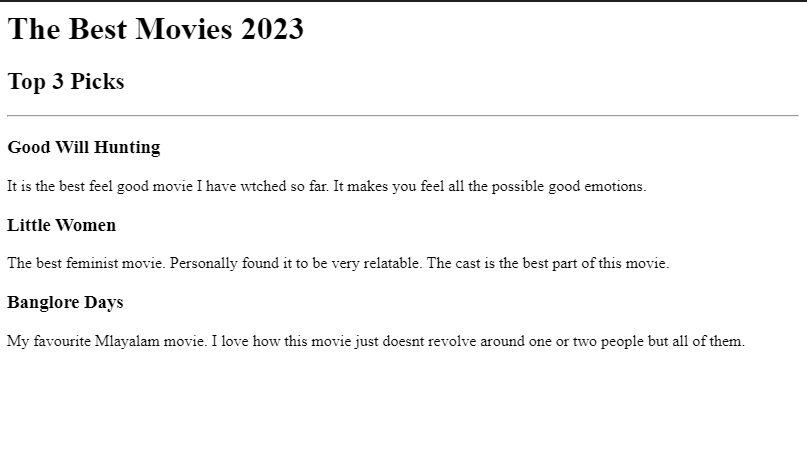 The Best Movies 2023
Top 3 Picks
Good Will Hunting
It is the best feel good movie I have wtched so far. It makes you feel all the possible good emotions.
Little Women
The best feminist movie. Personally found it to be very relatable. The cast is the best part of this movie.
Banglore Days
My favourite Mlayalam movie. I love how this movie just doesnt revolve around one or two people but all of them.